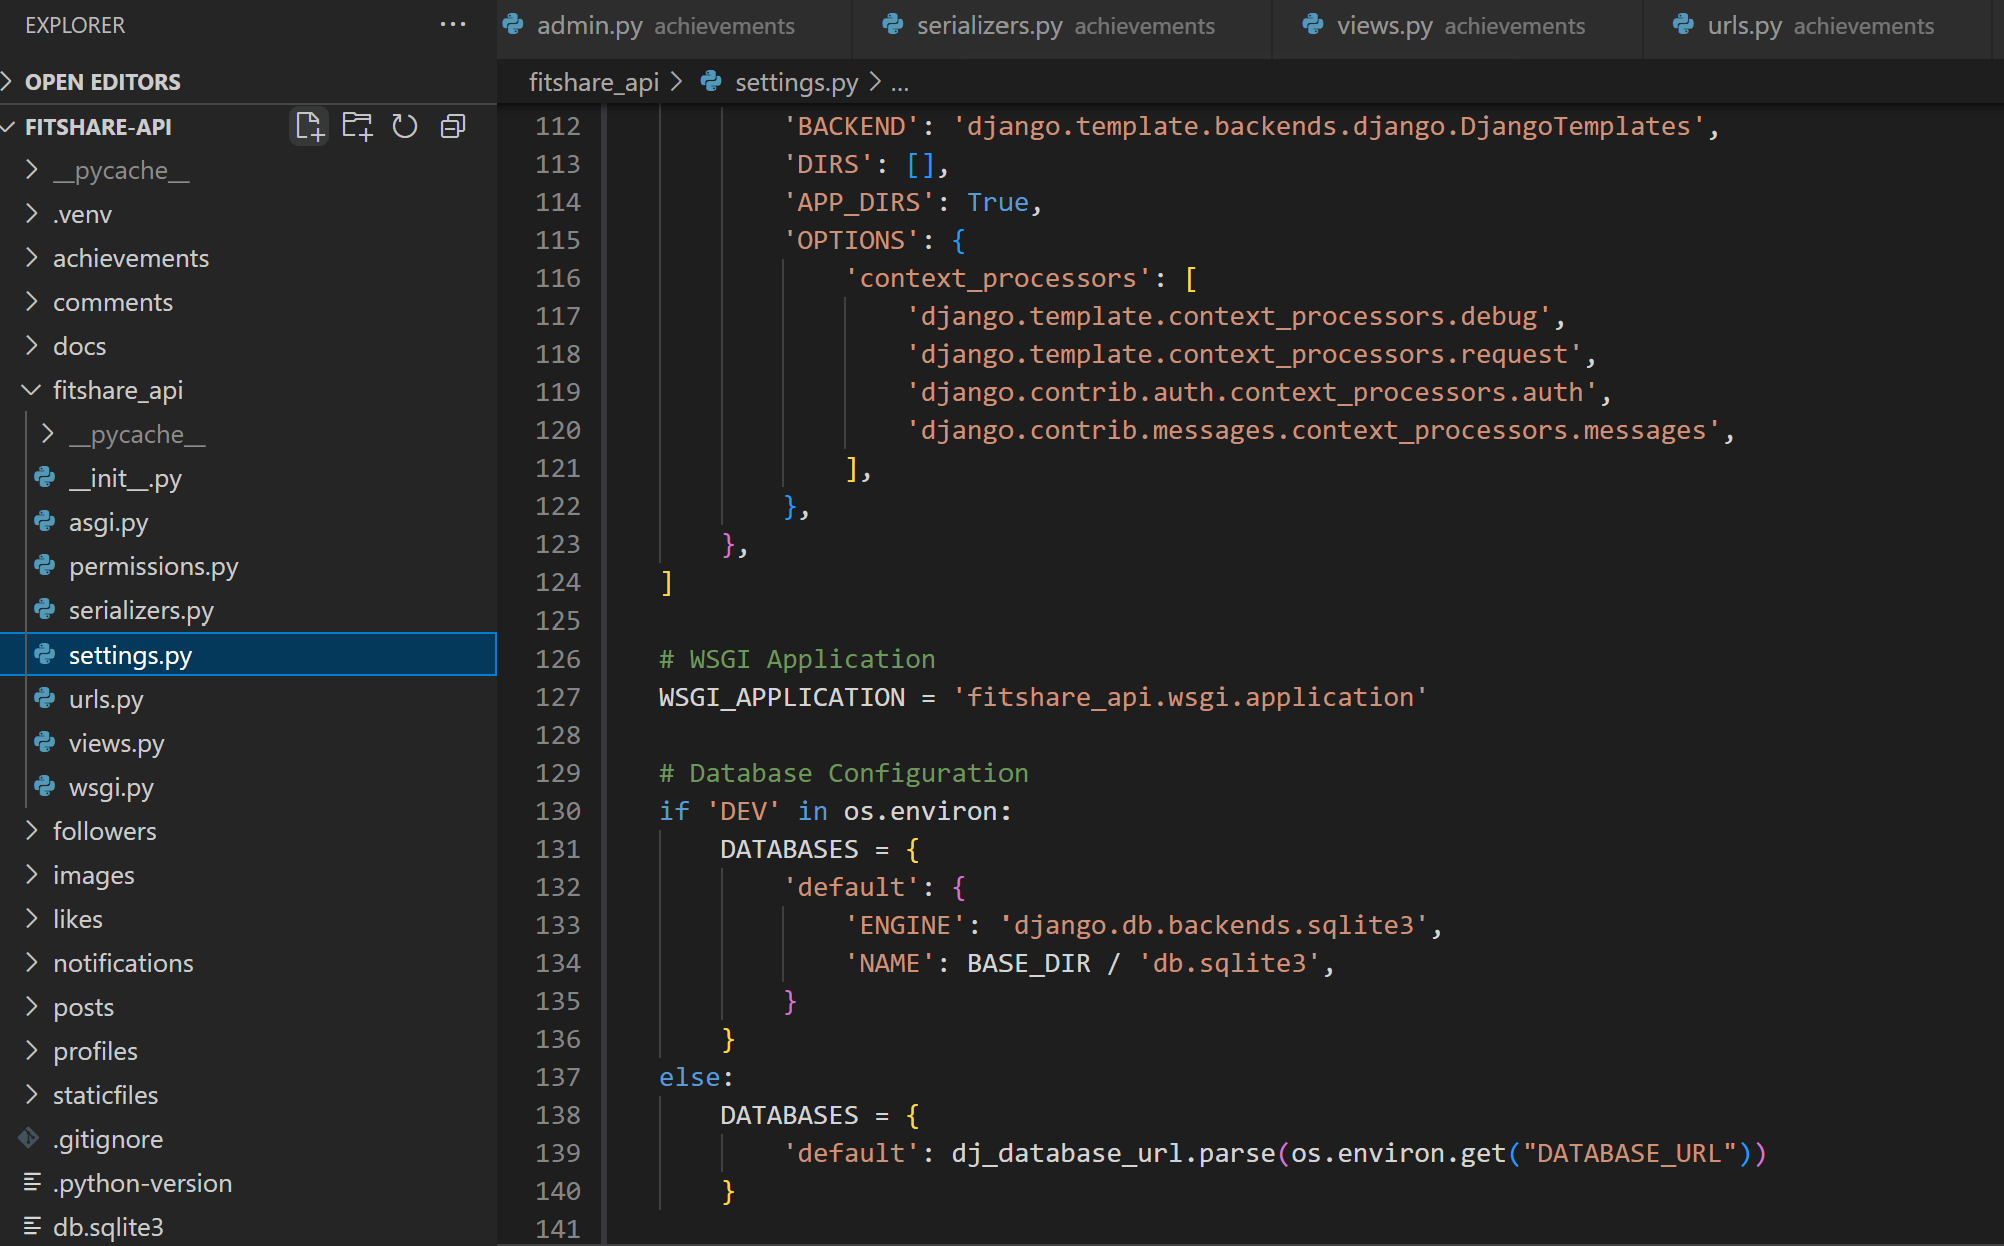 EXPLORER
OPEN EDITORS
FITSHARE-API
__pycache__
.venv
achievements
comments
docs
fitshare_api
__pycache__
__init__.py
asgi.py
permissions.py
serializers.py
settings.py
urls.py
views.py
wsgi.py
followers
images
likes
notifications
posts
profiles
staticfiles
.gitignore
.python-version
db.sqlite3
admin.py achievements serializers.py achievements views.py achievements urls.py achievements
fitshare_api > settings.py > ...
112 'BACKEND': 'django.template.backends.django.DjangoTemplates',
113 'DIRS': [],
114 'APP_DIRS': True,
115 'OPTIONS': {
116 'context_processors': [
117 'django.template.context_processors.debug',
118 'django.template.context_processors.request',
119 'django.contrib.auth.context_processors.auth',
120 'django.contrib.messages.context_processors.messages',
121 ],
122 },
123 },
124 ]
125
126 # WSGI Application
127 WSGI_APPLICATION = 'fitshare_api.wsgi.application'
128
129 # Database Configuration
130 if 'DEV' in os.environ:
131 DATABASES = {
132 'default': {
133 'ENGINE': 'django.db.backends.sqlite3',
134 'NAME': BASE_DIR / 'db.sqlite3',
135 }
136 }
137 else:
138 DATABASES = {
139 'default': dj_database_url.parse(os.environ.get("DATABASE_URL"))
140 }
141